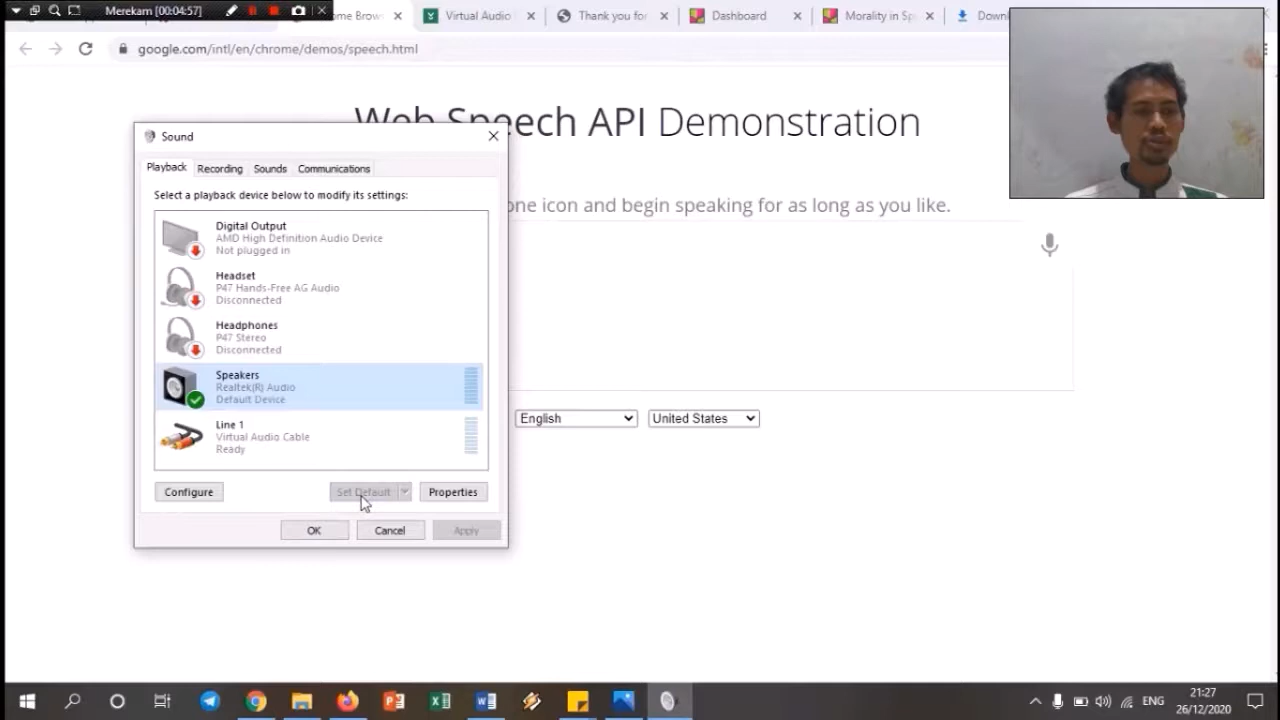 Merekam [00:04:57]
ome Brow
Virtual Audio
Thank you for
Dashboard
Morality in Sp
Downl
google.com/intl/en/chrome/demos/speech.html
Web Speech API Demonstration
Sound
Playback Recording Sounds Communications
Select a playback device below to modify its settings:
one icon and begin speaking for as long as you like.
Digital Output
AMD High Definition Audio Device
Not plugged in
Headset
P47 Hands-Free AG Audio
Disconnected
Headphones
P47 Stereo
Disconnected
Speakers
Realtek(R) Audio
Default Device
Line 1
Virtual Audio Cable
Ready
English
United States
Configure
Set Default
Properties
OK
Cancel
Apply
ENG
21:27
26/12/2020